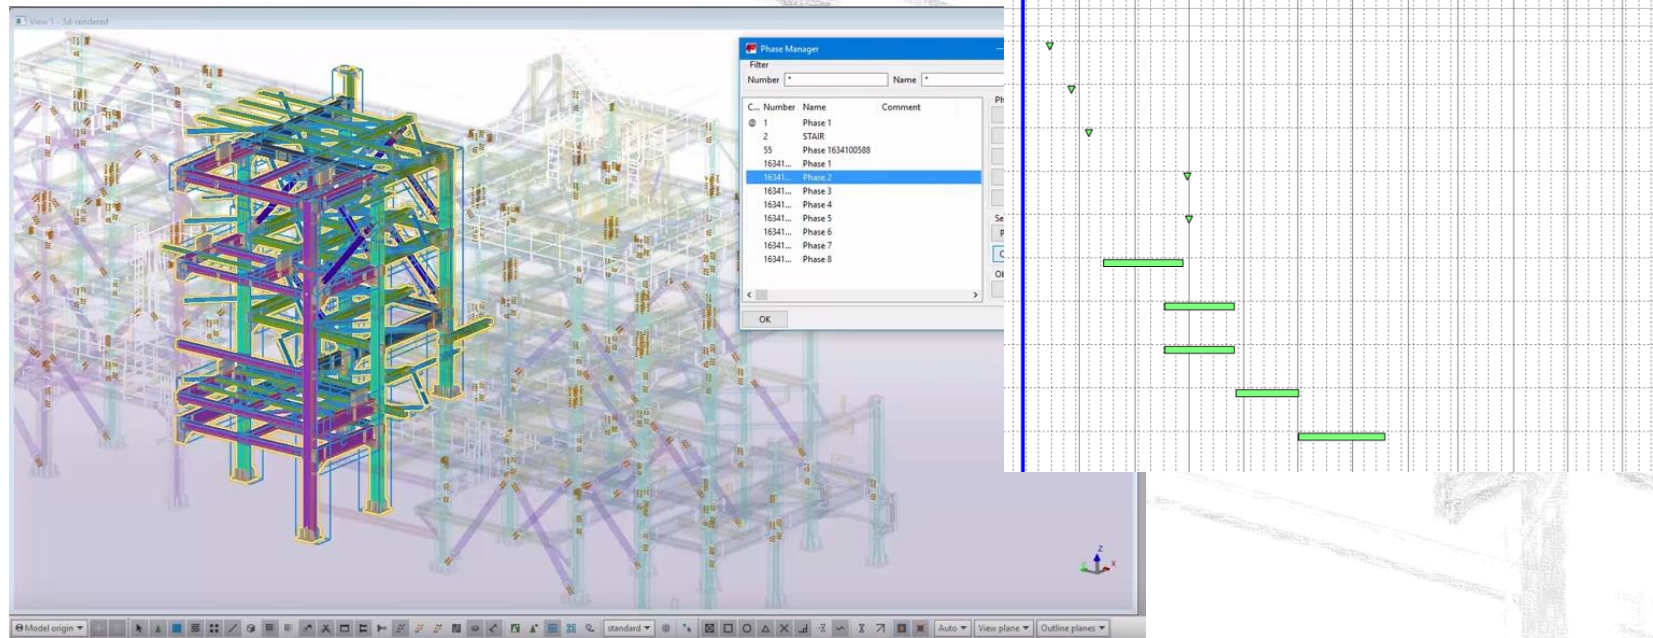 View 1 - 3d-rendered
Phase Manager
Filter
Number * Name *
C... Number Name Comment
1 Phase 1
2 STAIR
55 Phase 1634100588
16341... Phase 1
16341... Phase 2
16341... Phase 3
16341... Phase 4
16341... Phase 5
16341... Phase 6
16341... Phase 7
16341... Phase 8
Ph
Se
OK
Z
X
Model origin
standard
Auto
View plane
Outline planes